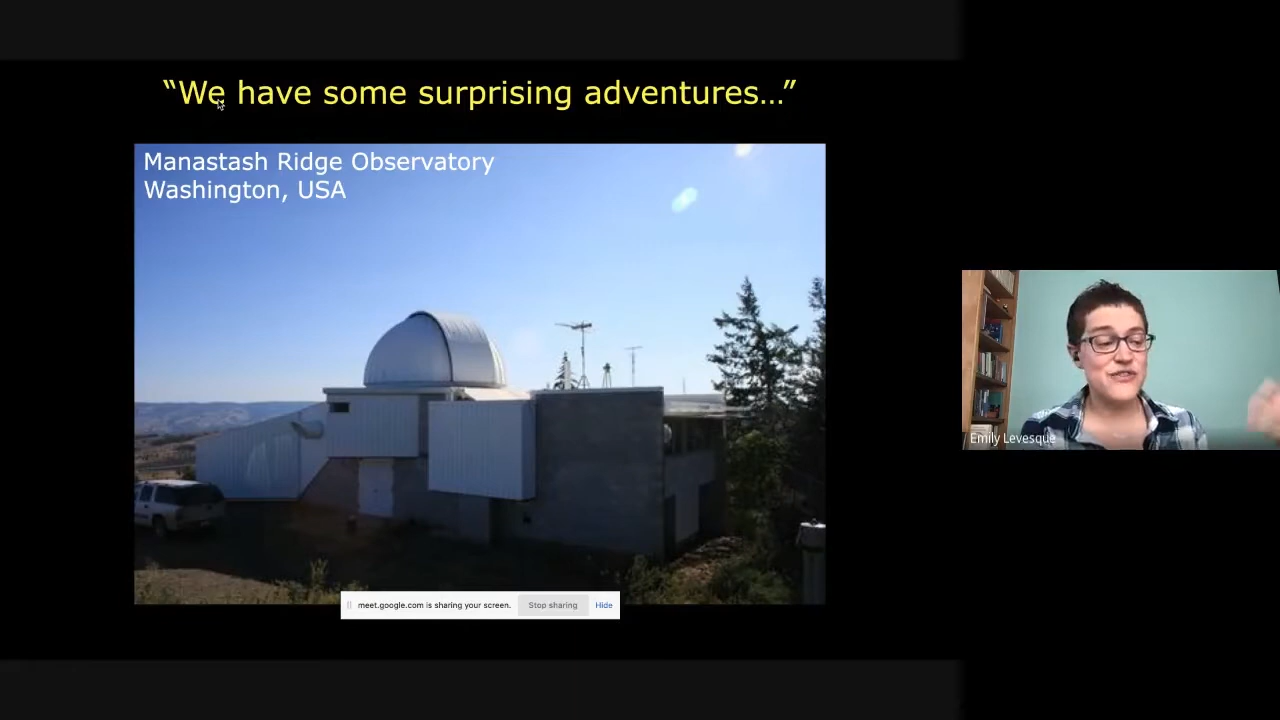 “We have some surprising adventures…”
Manastash Ridge Observatory
Washington, USA
Emily Levesque
meet.google.com is sharing your screen. Stop sharing Hide